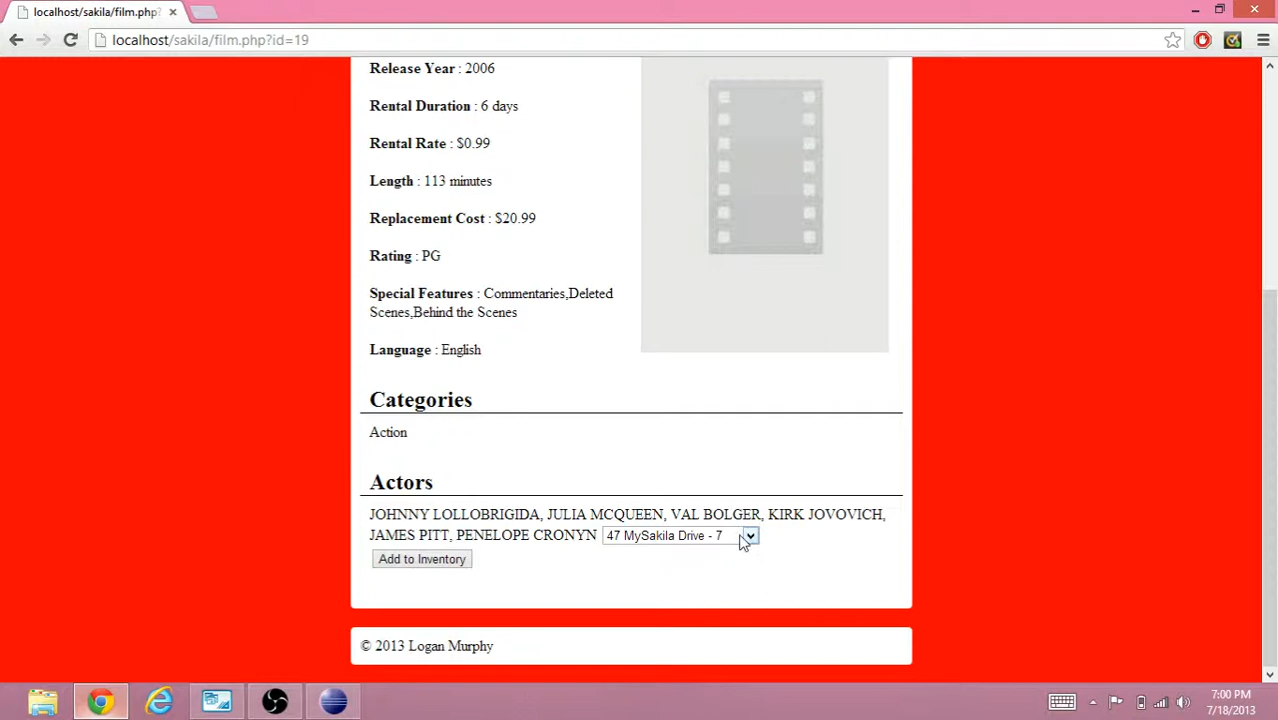 localhost/sakila/film.php?
localhost/sakila/film.php?id=19
Release Year : 2006
Rental Duration : 6 days
Rental Rate : $0.99
Length : 113 minutes
Replacement Cost : $20.99
Rating : PG
Special Features : Commentaries,Deleted
Scenes,Behind the Scenes
Language : English
Categories
Action
Actors
JOHNNY LOLLOBRIGIDA, JULIA MCQUEEN, VAL BOLGER, KIRK JOVOVICH,
JAMES PITT, PENELOPE CRONYN 47 MySakila Drive - 7
Add to Inventory
© 2013 Logan Murphy
7:00 PM
7/18/2013